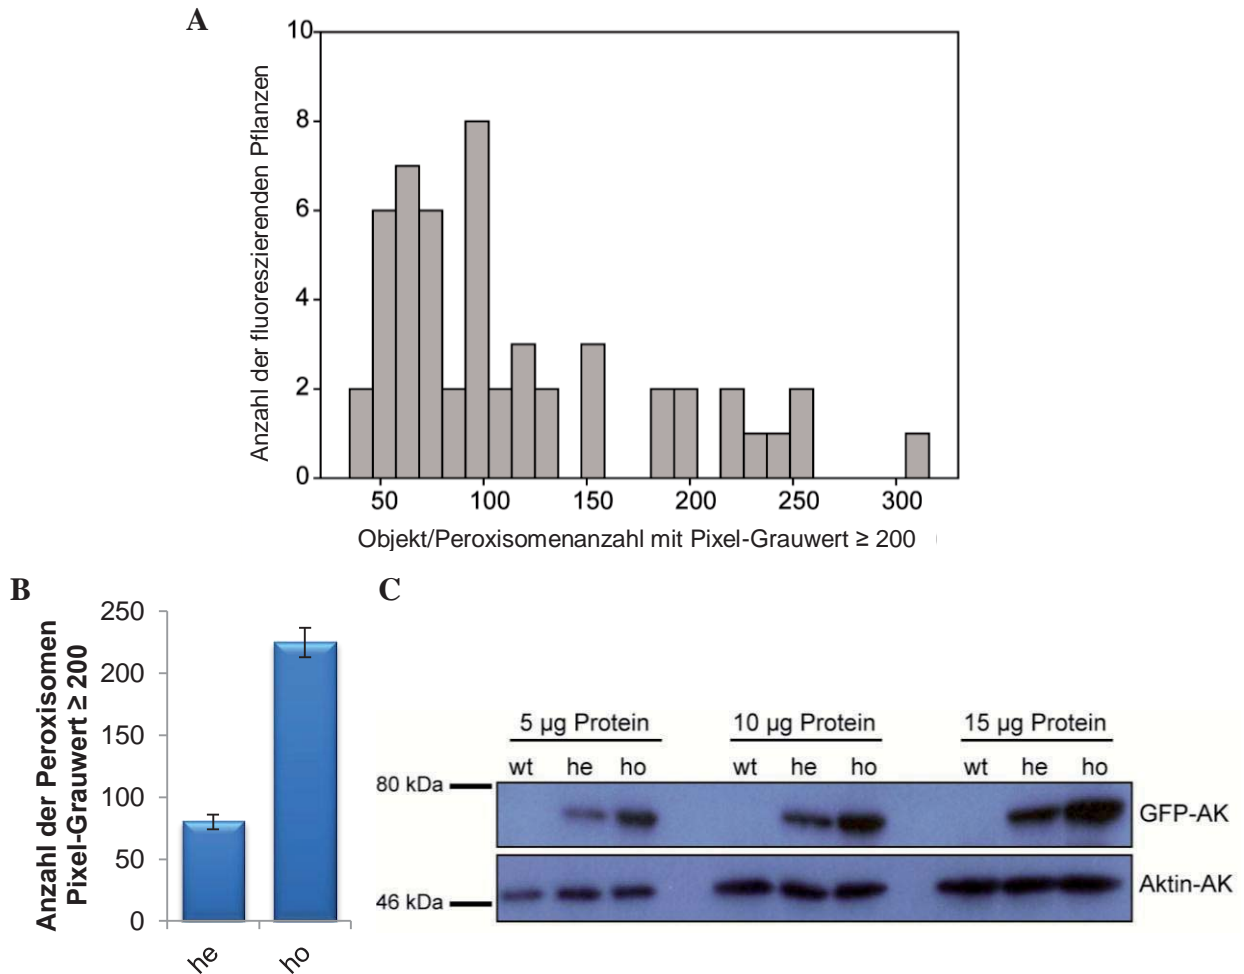 A
10
8
6
4
2
0
Anzahl der fluoreszierenden Pflanzen
50 100 150 200 250 300
Objekt/Peroxisomenanzahl mit Pixel-Grauwert ≥ 200
B
250
200
150
100
50
0
Anzahl der Peroxisomen
Pixel-Grauwert ≥ 200
he ho
C
5 µg Protein 10 µg Protein 15 µg Protein
wt he ho wt he ho wt he ho
80 kDa
GFP-AK
Aktin-AK
46 kDa